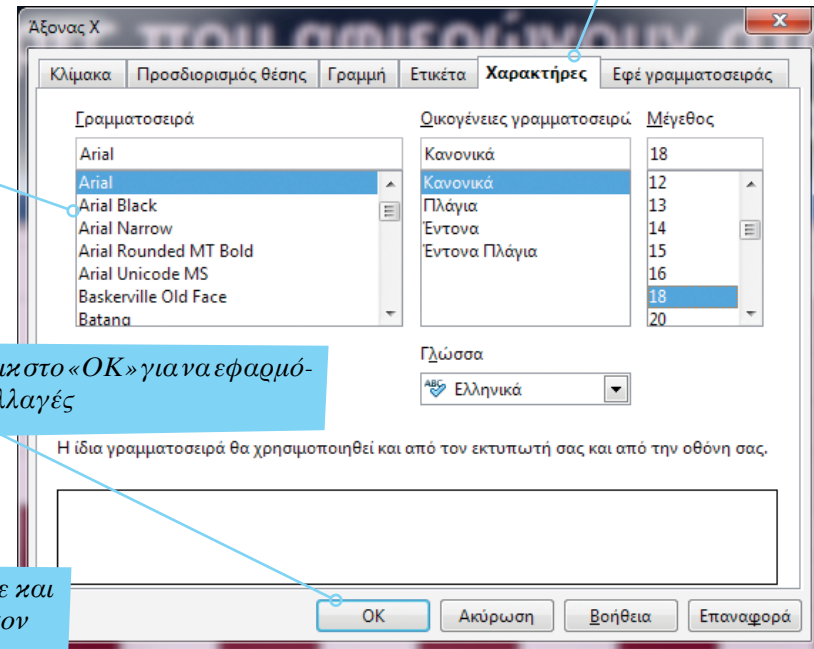 Άξονας X
Κλίμακα Προσδιορισμός θέσης Γραμμή Ετικέτα Χαρακτήρες Εφέ γραμματοσειράς
Γραμματοσειρά Οικογένειες γραμματοσειρώ Μέγεθος
Arial Κανονικά 18
Arial Κανονικά 12
Arial Black Πλάγια 13
Arial Narrow Έντονα 14
Arial Rounded MT Bold Έντονα Πλάγια 15
Arial Unicode MS 16
Baskerville Old Face 18
Batang 20
ικ στο «ΟΚ» για να εφαρμό-
λλαγές
Γλώσσα
Ελληνικά
Η ίδια γραμματοσειρά θα χρησιμοποιηθεί και από τον εκτυπωτή σας και από την οθόνη σας.
ε και
ον
OK Ακύρωση Βοήθεια Επαναφορά